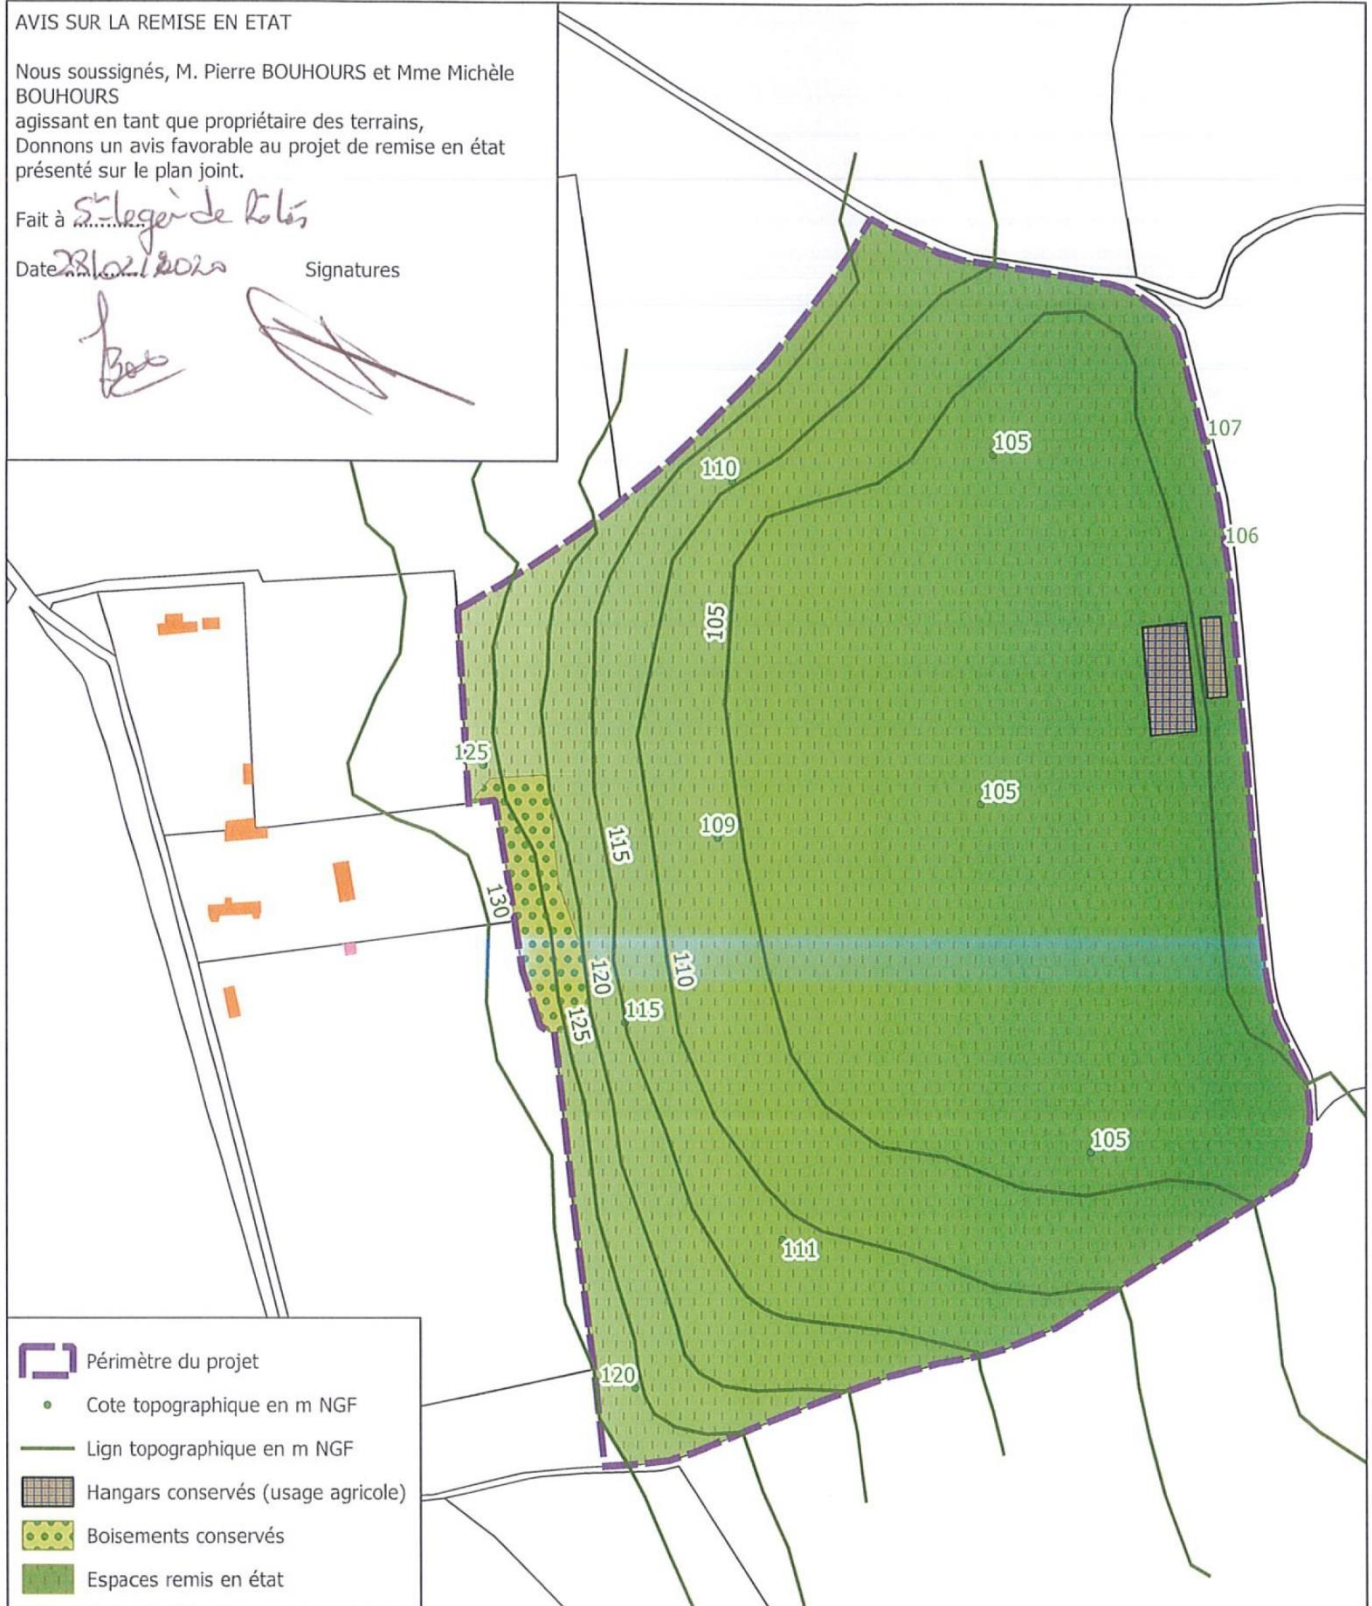 AVIS SUR LA REMISE EN ETAT
Nous soussignés, M. Pierre BOUHOURS et Mme Michèle
BOUHOURS
agissant en tant que propriétaire des terrains,
Donnons un avis favorable au projet de remise en état
présenté sur le plan joint.
Fait à St leger de
Date 28/02/2020 Signatures
107
105
110
106
105
125
105
109
115
130
110
120
115
125
105
111
120
Périmètre du projet
Cote topographique en m NGF
Lign topographique en m NGF
Hangars conservés (usage agricole)
Boisements conservés
Espaces remis en état